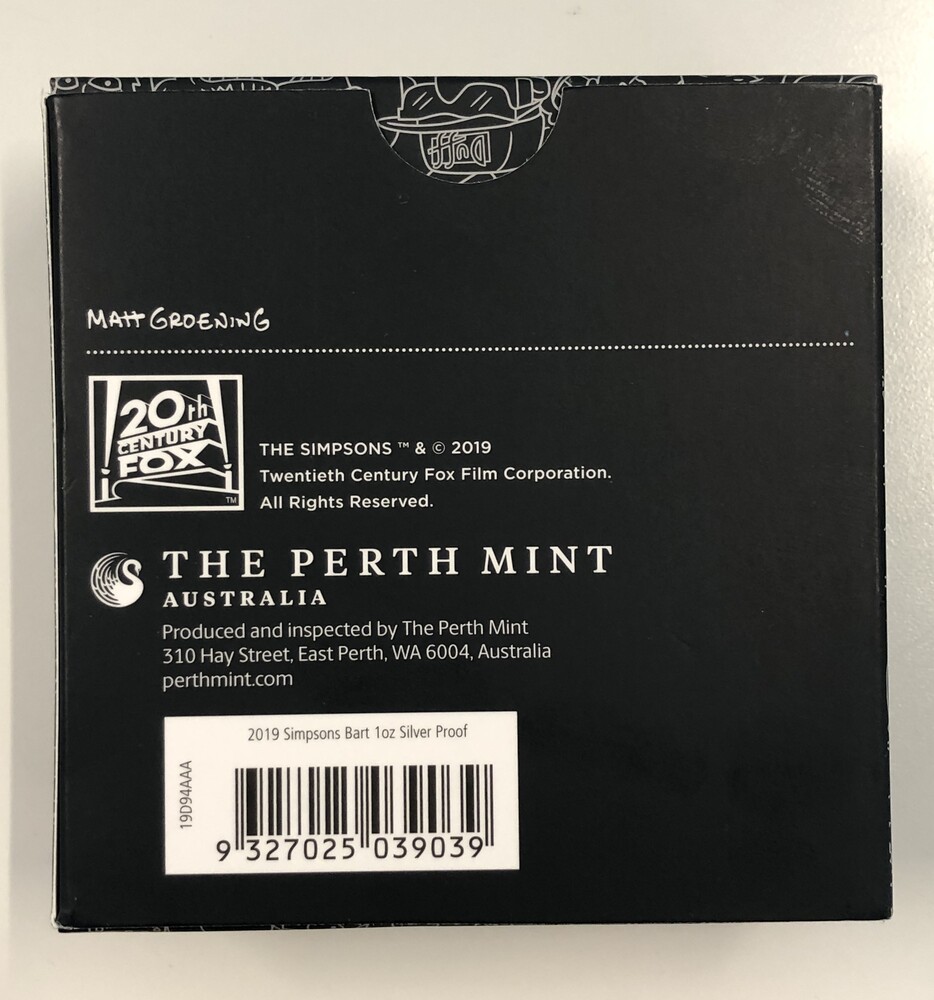 Duff
MATT GROENING
20th
CENTURY
FOX
TM
THE SIMPSONS ™ & © 2019
Twentieth Century Fox Film Corporation.
All Rights Reserved.
THE PERTH MINT
AUSTRALIA
Produced and inspected by The Perth Mint
310 Hay Street, East Perth, WA 6004, Australia
perthmint.com
2019 Simpsons Bart 1oz Silver Proof
19D94AAA
9 327025 039039